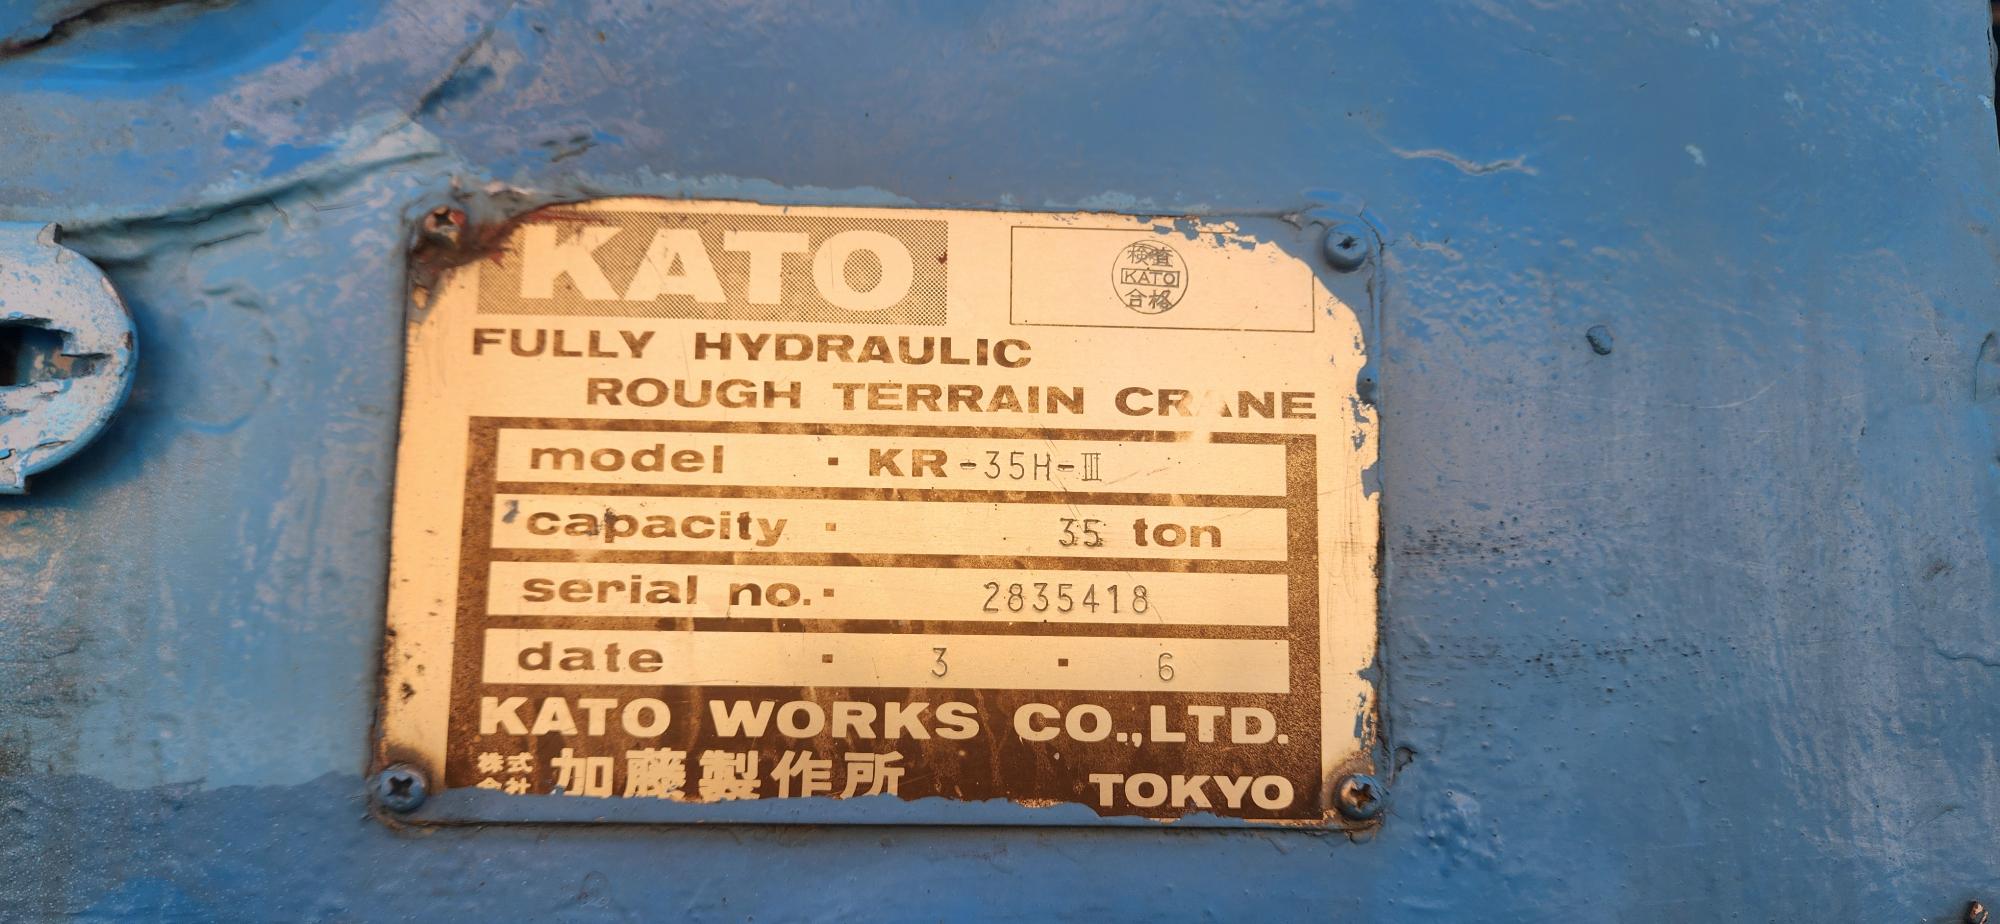 KATO
検査
KATO
合格
FULLY HYDRAULIC
ROUGH TERRAIN CRANE
model · KR-35H-III
capacity · 35 ton
serial no. · 2835418
date · 3 · 6
KATO WORKS CO.,LTD.
株式会社 加藤製作所 TOKYO